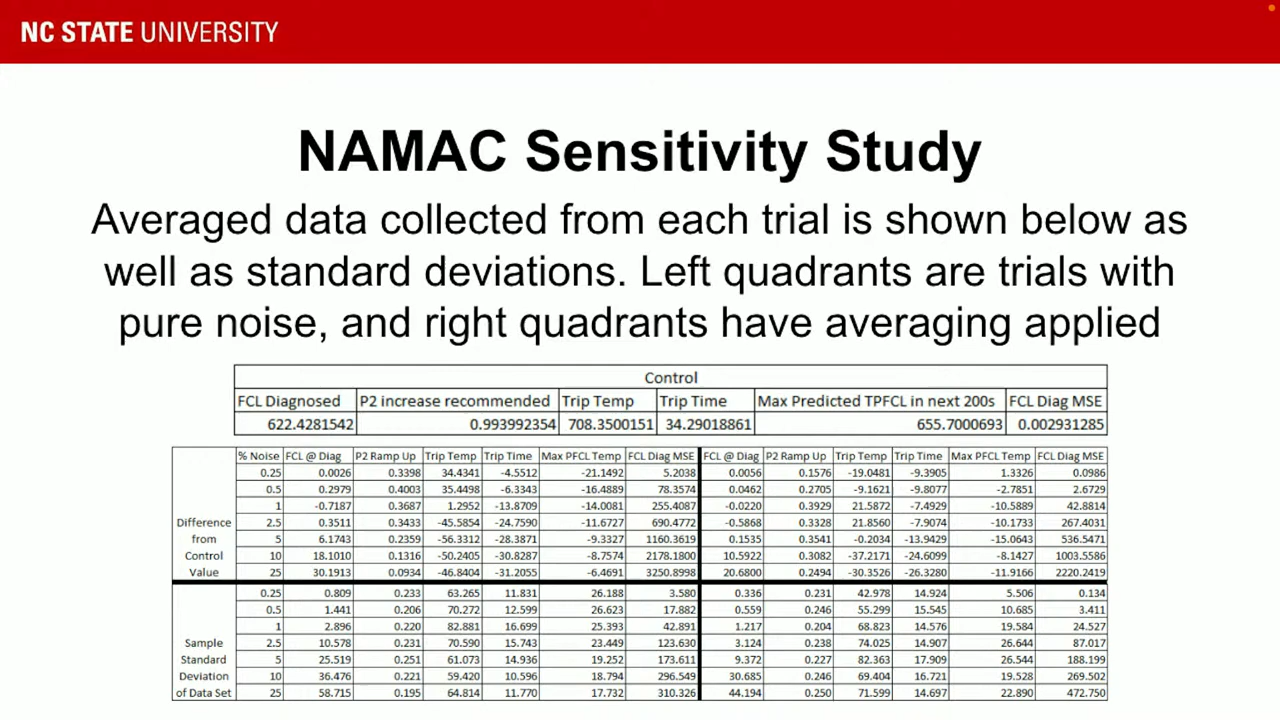 NC STATE UNIVERSITY
NAMAC Sensitivity Study
Averaged data collected from each trial is shown below as
well as standard deviations. Left quadrants are trials with
pure noise, and right quadrants have averaging applied
Control
FCL Diagnosed P2 increase recommended Trip Temp Trip Time Max Predicted TPFCL in next 200s FCL Diag MSE
622.4281542 0.993992354 708.3500151 34.29018861 655.7000693 0.002931285
% Noise FCL @ Diag P2 Ramp Up Trip Temp Trip Time Max PFCL Temp FCL Diag MSE FCL @ Diag P2 Ramp Up Trip Temp Trip Time Max PFCL Temp FCL Diag MSE
0.25 0.0026 0.3398 34.4341 -4.5512 -21.1492 5.2038 0.0056 0.1576 -19.0481 -9.3905 1.3326 0.0986
0.5 0.2979 0.4003 35.4498 -6.3343 -16.4889 78.3574 0.0462 0.2705 -9.1621 -9.8077 -2.7851 2.6729
1 -0.7187 0.3687 1.2952 -13.8709 -14.0081 255.4087 -0.0220 0.3929 21.5872 -7.4929 -10.5889 42.8814
Difference 2.5 0.3511 0.3433 -45.5854 -24.7590 -11.6727 690.4772 -0.5868 0.3328 21.8560 -7.9074 -10.1733 267.4031
from 5 6.1743 0.2359 -56.3312 -28.3871 -9.3327 1160.3619 0.1535 0.3541 -0.2034 -13.9429 -15.0643 536.5471
Control 10 18.1010 0.1316 -50.2405 -30.8287 -8.7574 2178.1800 10.5922 0.3082 -37.2171 -24.6099 -8.1427 1003.5586
Value 25 30.1913 0.0934 -46.8404 -31.2055 -6.4691 3250.8998 20.6800 0.2494 -30.3526 -26.3280 -11.9166 2220.2419
0.25 0.809 0.233 63.265 11.831 26.188 3.580 0.336 0.231 42.978 14.924 5.506 0.134
0.5 1.441 0.206 70.272 12.599 26.623 17.882 0.559 0.246 55.299 15.545 10.685 3.411
1 2.896 0.220 82.881 16.699 25.393 42.891 1.217 0.204 68.823 14.576 19.584 24.527
Sample 2.5 10.578 0.231 70.590 15.743 23.449 123.630 3.124 0.238 74.025 14.907 26.644 87.017
Standard 5 25.519 0.251 61.073 14.936 19.252 173.611 9.372 0.227 82.363 17.909 26.544 188.199
Deviation 10 36.476 0.221 59.420 10.596 18.794 296.549 30.685 0.246 69.404 16.721 19.528 269.502
of Data Set 25 58.715 0.195 64.814 11.770 17.732 310.326 44.194 0.250 71.599 14.697 22.890 472.750